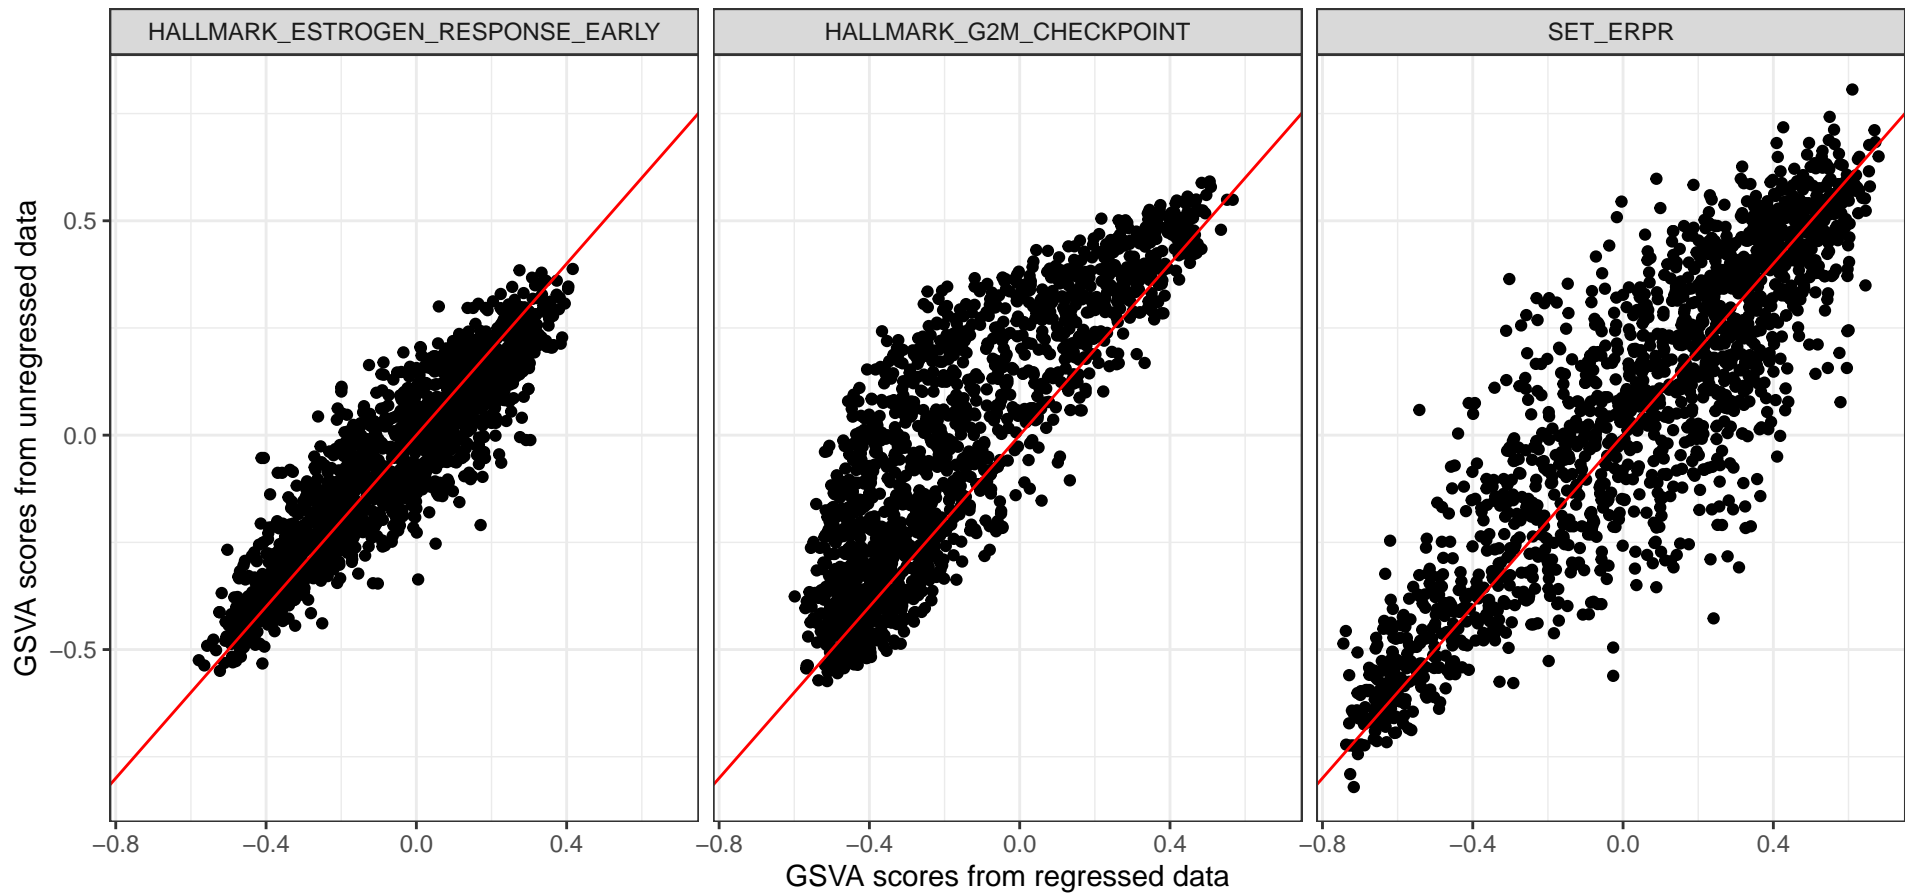 HALLMARK_ESTROGEN_RESPONSE_EARLY
HALLMARK_G2M_CHECKPOINT
SET_ERPR
GSVA scores from unregressed data
0.5
0.0
−0.5
−0.8 −0.4 0.0 0.4
−0.8 −0.4 0.0 0.4
−0.8 −0.4 0.0 0.4
GSVA scores from regressed data